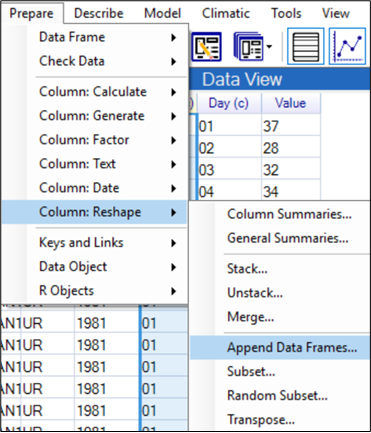 Prepare Describe Model Climatic Tools View
Data Frame
Check Data
Data View
Column: Calculate
) Day (c) Value
Column: Generate
01 37
Column: Factor
02 28
Column: Text
03 32
Column: Date
04 34
Column: Reshape
Column Summaries...
Keys and Links
General Summaries...
Data Object
Stack...
R Objects
Unstack...
Merge...
AN1UR 1981 01
AN1UR 1981 01
Append Data Frames...
AN1UR 1981 01
Subset...
AN1UR 1981 01
Random Subset...
AN1UR 1981 01
Transpose...
AN1UR 1981 01